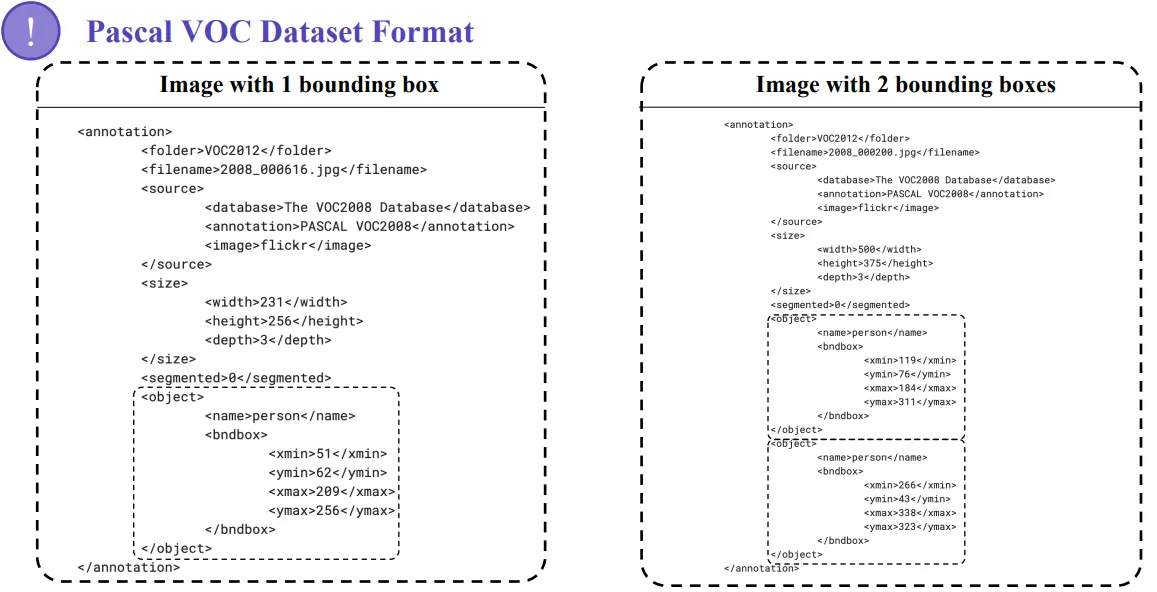 !
Pascal VOC Dataset Format
Image with 1 bounding box
<annotation>
<folder>VOC2012</folder>
<filename>2008_000616.jpg</filename>
<source>
<database>The VOC2008 Database</database>
<annotation>PASCAL VOC2008</annotation>
<image>flickr</image>
</source>
<size>
<width>231</width>
<height>256</height>
<depth>3</depth>
</size>
<segmented>0</segmented>
<object>
<name>person</name>
<bndbox>
<xmin>51</xmin>
<ymin>62</ymin>
<xmax>209</xmax>
<ymax>256</ymax>
</bndbox>
</object>
</annotation>
Image with 2 bounding boxes
<annotation>
<folder>VOC2012</folder>
<filename>2008_000200.jpg</filename>
<source>
<database>The VOC2008 Database</database>
<annotation>PASCAL VOC2008</annotation>
<image>flickr</image>
</source>
<size>
<width>500</width>
<height>375</height>
<depth>3</depth>
</size>
<segmented>0</segmented>
<object>
<name>person</name>
<bndbox>
<xmin>119</xmin>
<ymin>76</ymin>
<xmax>184</xmax>
<ymax>311</ymax>
</bndbox>
</object>
<object>
<name>person</name>
<bndbox>
<xmin>266</xmin>
<ymin>43</ymin>
<xmax>338</xmax>
<ymax>323</ymax>
</bndbox>
</object>
</annotation>